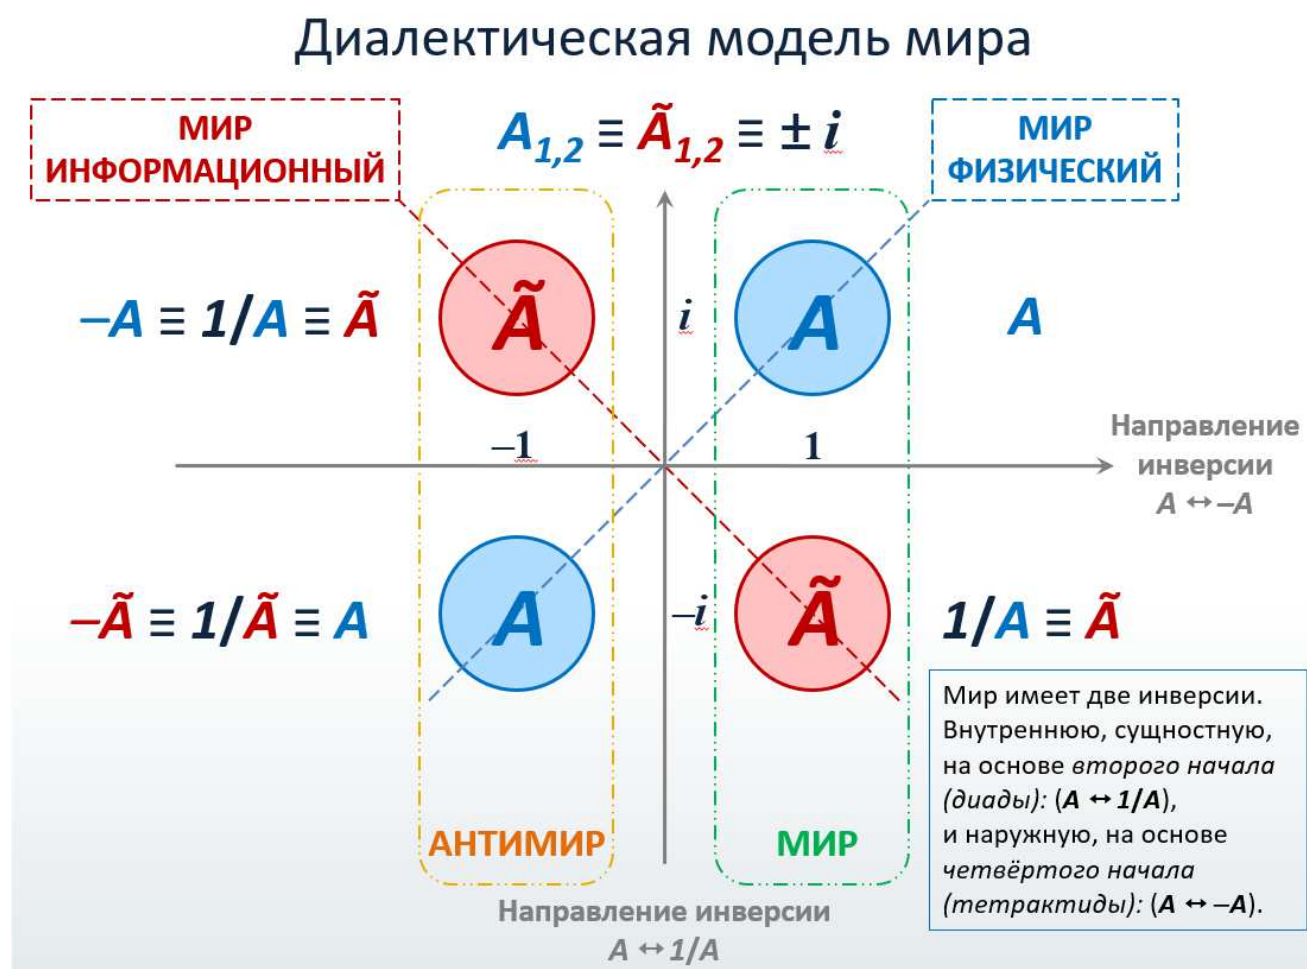 Диалектическая модель мира
МИР
ИНФОРМАЦИОННЫЙ
A₁,₂ ≡ Ã₁,₂ ≡ ± i
МИР
ФИЗИЧЕСКИЙ
–A ≡ 1/A ≡ Ã
Ã
i
A
A
–1
1
Направление
инверсии
A ↔ –A
–Ã ≡ 1/Ã ≡ A
A
–i
Ã
1/A ≡ Ã
Мир имеет две инверсии.
Внутреннюю, сущностную,
на основе второго начала
(диады): (A ↔ 1/A),
и наружную, на основе
четвёртого начала
(тетрактиды): (A ↔ –A).
АНТИМИР
МИР
Направление инверсии
A ↔ 1/A